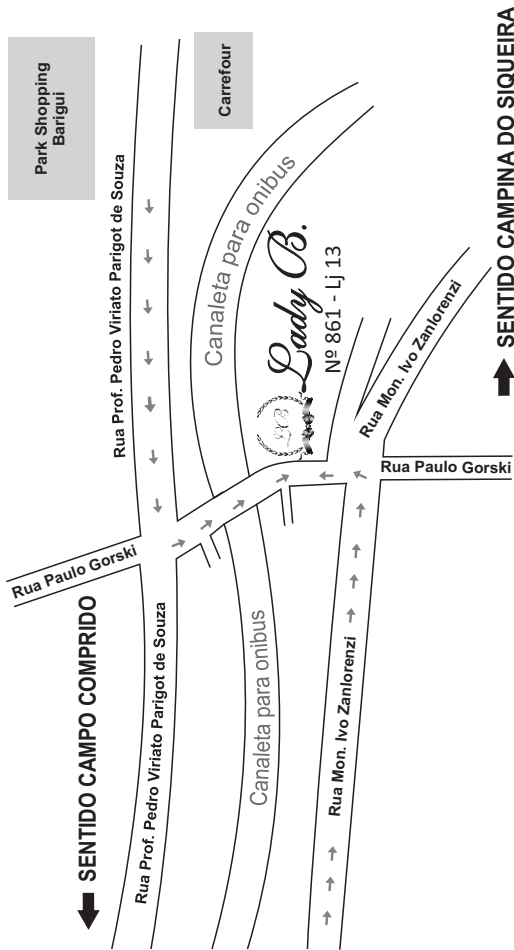 Park Shopping
Barigui
Carrefour
SENTIDO CAMPINA DO SIQUEIRA
Rua Prof. Pedro Viriato Parigot de Souza
Canaleta para onibus
Lady B.
Nº 861 - Lj 13
LB
Rua Mon. Ivo Zanlorenzi
Rua Paulo Gorski
Rua Paulo Gorski
SENTIDO CAMPO COMPRIDO
Rua Prof. Pedro Viriato Parigot de Souza
Canaleta para onibus
Rua Mon. Ivo Zanlorenzi